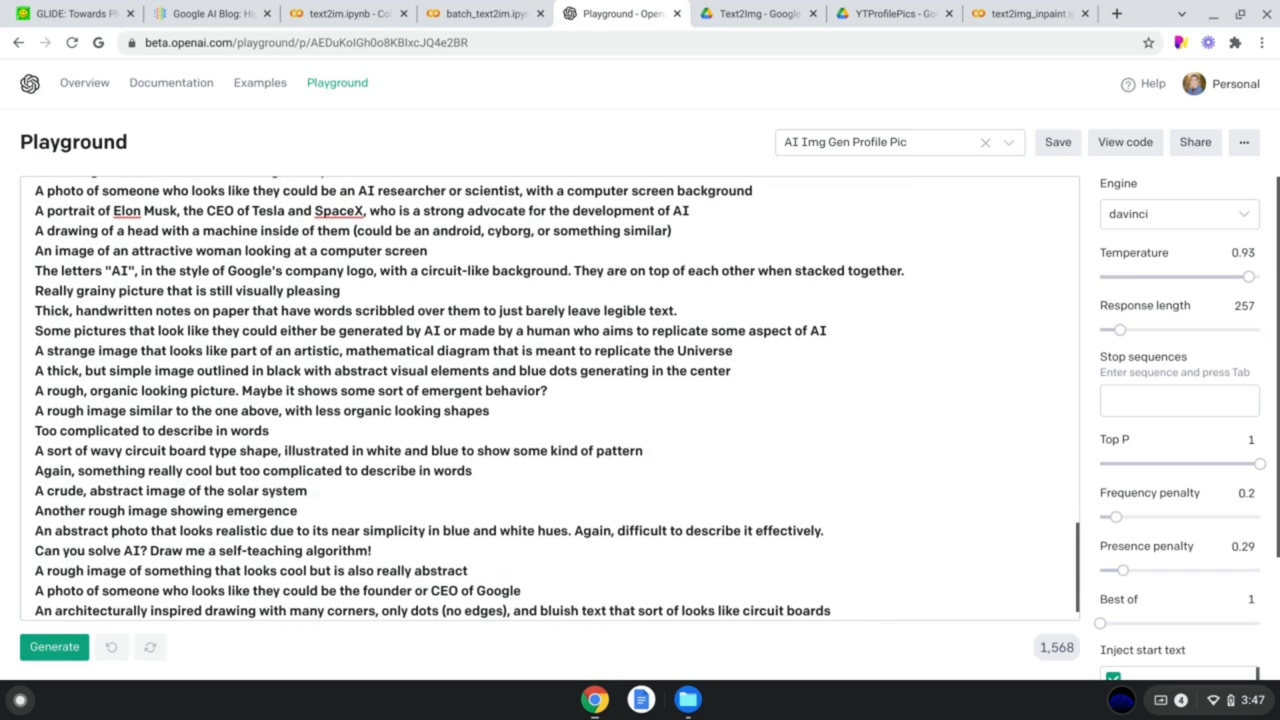 GLIDE: Towards P
Google AI Blog: Hi
text2im.ipynb - Col
batch_text2im.ipy
Playground - Open
Text2Img - Google
YTProfilePics - Go
text2img_inpaint.i
beta.openai.com/playground/p/AEDuKoIGh0o8KBIxcJQ4e2BR
Overview
Documentation
Examples
Playground
Help
Personal
Playground
AI Img Gen Profile Pic
Save
View code
Share
A photo of someone who looks like they could be an AI researcher or scientist, with a computer screen background
A portrait of Elon Musk, the CEO of Tesla and SpaceX, who is a strong advocate for the development of AI
A drawing of a head with a machine inside of them (could be an android, cyborg, or something similar)
An image of an attractive woman looking at a computer screen
The letters "AI", in the style of Google's company logo, with a circuit-like background. They are on top of each other when stacked together.
Really grainy picture that is still visually pleasing
Thick, handwritten notes on paper that have words scribbled over them to just barely leave legible text.
Some pictures that look like they could either be generated by AI or made by a human who aims to replicate some aspect of AI
A strange image that looks like part of an artistic, mathematical diagram that is meant to replicate the Universe
A thick, but simple image outlined in black with abstract visual elements and blue dots generating in the center
A rough, organic looking picture. Maybe it shows some sort of emergent behavior?
A rough image similar to the one above, with less organic looking shapes
Too complicated to describe in words
A sort of wavy circuit board type shape, illustrated in white and blue to show some kind of pattern
Again, something really cool but too complicated to describe in words
A crude, abstract image of the solar system
Another rough image showing emergence
An abstract photo that looks realistic due to its near simplicity in blue and white hues. Again, difficult to describe it effectively.
Can you solve AI? Draw me a self-teaching algorithm!
A rough image of something that looks cool but is also really abstract
A photo of someone who looks like they could be the founder or CEO of Google
An architecturally inspired drawing with many corners, only dots (no edges), and bluish text that sort of looks like circuit boards
Generate
1,568
Engine
davinci
Temperature 0.93
Response length 257
Stop sequences
Enter sequence and press Tab
Top P 1
Frequency penalty 0.2
Presence penalty 0.29
Best of 1
Inject start text
4
3:47